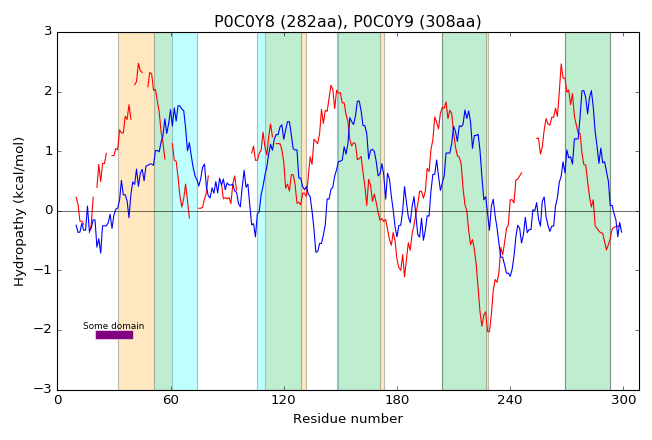 P0C0Y8 (282aa), P0C0Y9 (308aa)
3
2
1
0
−1
−2
−3
Hydropathy (kcal/mol)
Some domain
0 60 120 180 240 300
Residue number